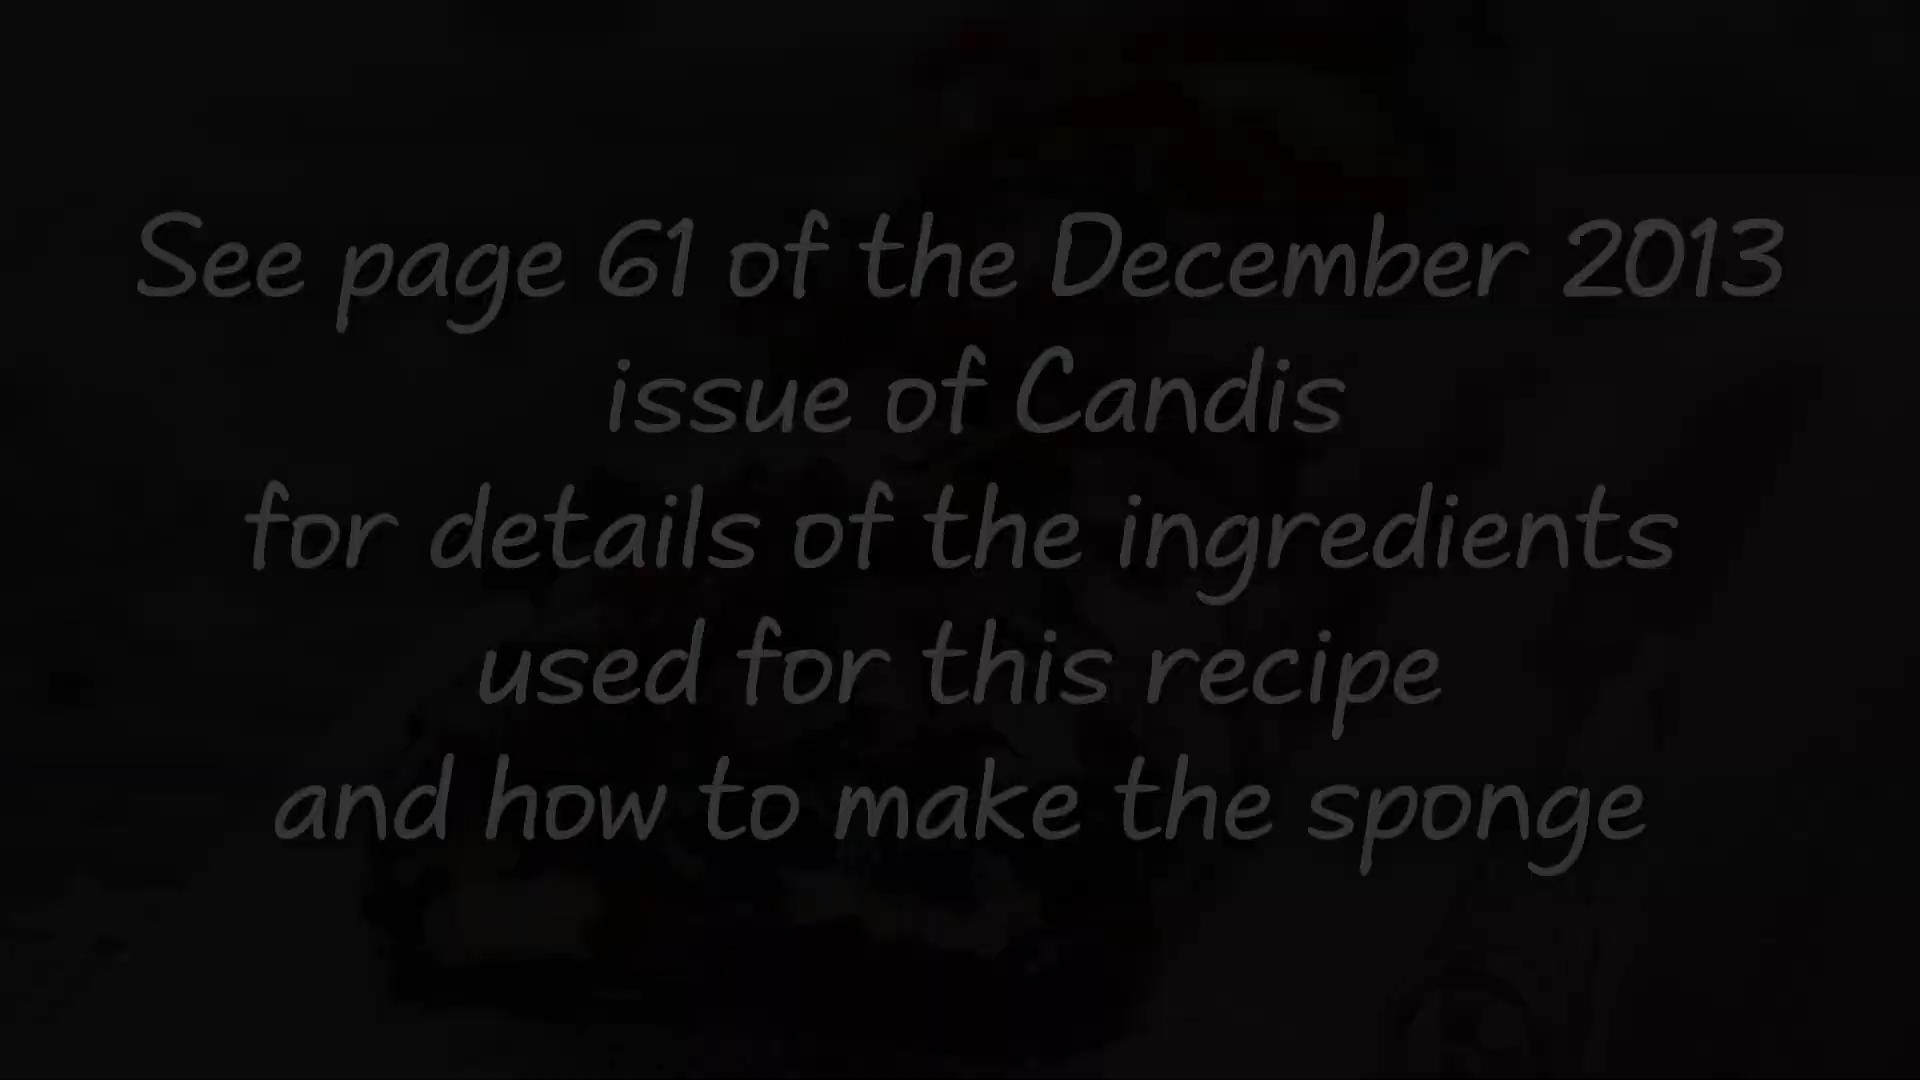 See page 61 of the December 2013
issue of Candis
for details of the ingredients
used for this recipe
and how to make the sponge